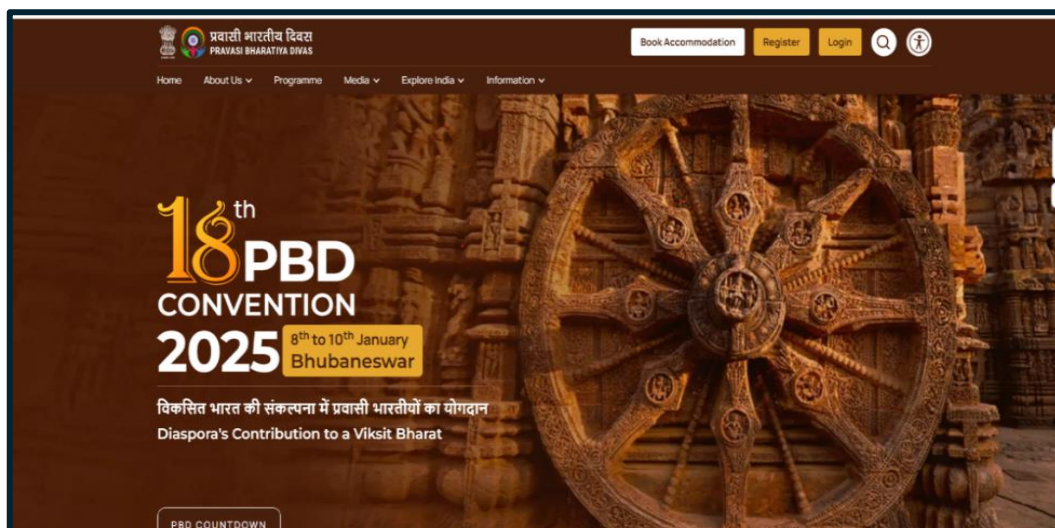 प्रवासी भारतीय दिवस
PRAVASI BHARATIYA DIVAS
Book Accommodation
Register
Login
Home About Us Programme Media Explore India Information
18th PBD
CONVENTION
2025
8th to 10th January
Bhubaneswar
विकसित भारत की संकल्पना में प्रवासी भारतीयों का योगदान
Diaspora's Contribution to a Viksit Bharat
PBD COUNTDOWN